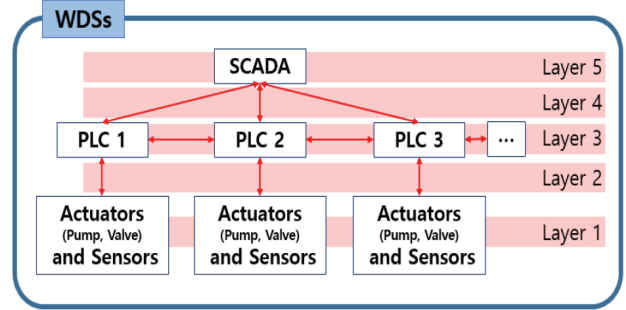 WDSs
SCADA
Layer 5
Layer 4
PLC 1
PLC 2
PLC 3
...
Layer 3
Layer 2
Actuators
(Pump, Valve)
and Sensors
Actuators
(Pump, Valve)
and Sensors
Actuators
(Pump, Valve)
and Sensors
Layer 1